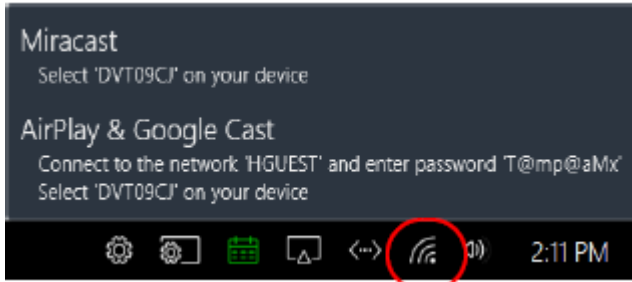 Miracast
Select 'DVT09CJ' on your device
AirPlay & Google Cast
Connect to the network 'HGUEST' and enter password 'T@mp@aMx'
Select 'DVT09CJ' on your device
2:11 PM